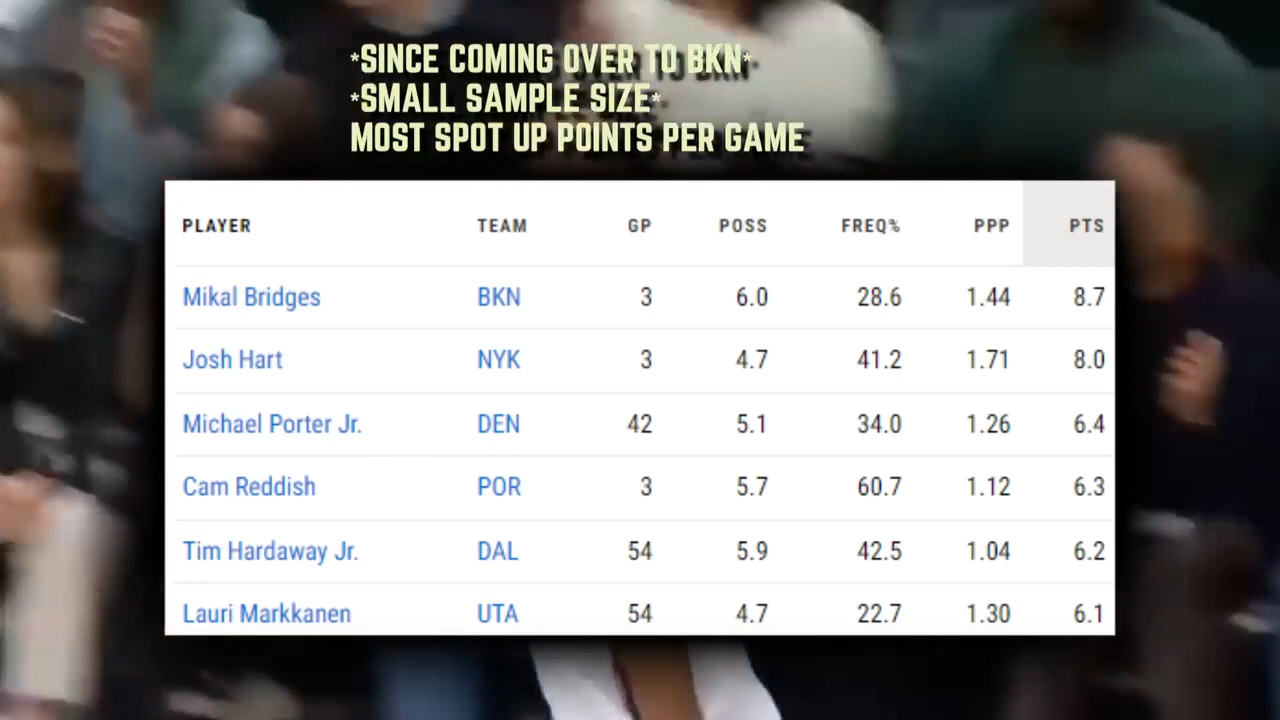 *SINCE COMING OVER TO BKN*
*SMALL SAMPLE SIZE*
MOST SPOT UP POINTS PER GAME
PLAYER TEAM GP POSS FREQ% PPP PTS
Mikal Bridges BKN 3 6.0 28.6 1.44 8.7
Josh Hart NYK 3 4.7 41.2 1.71 8.0
Michael Porter Jr. DEN 42 5.1 34.0 1.26 6.4
Cam Reddish POR 3 5.7 60.7 1.12 6.3
Tim Hardaway Jr. DAL 54 5.9 42.5 1.04 6.2
Lauri Markkanen UTA 54 4.7 22.7 1.30 6.1